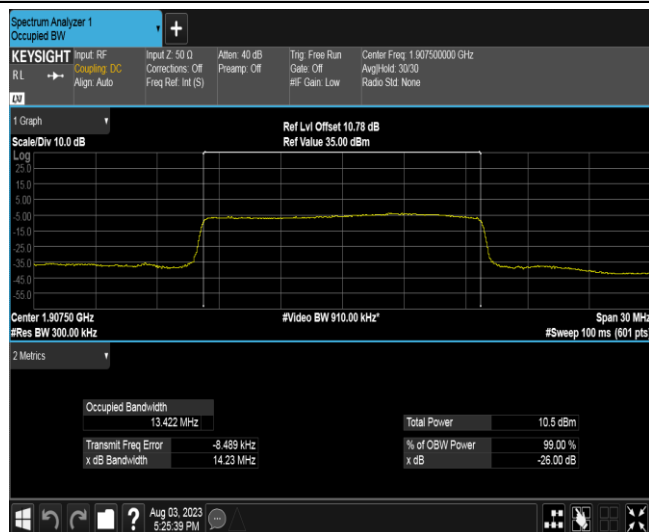 Spectrum Analyzer 1
Occupied BW
+
KEYSIGHT Input: RF Input Z: 50 Ω Atten: 40 dB Trig: Free Run Center Freq: 1.907500000 GHz
RL Coupling: DC Corrections: Off Preamp: Off Gate: Off Avg|Hold: 30/30
Align: Auto Freq Ref: Int (S) #IF Gain: Low Radio Std: None
LXI
1 Graph
Ref Lvl Offset 10.78 dB
Scale/Div 10.0 dB Ref Value 35.00 dBm
Log
25.0
15.0
5.00
-5.00
-15.0
-25.0
-35.0
-45.0
-55.0
Center 1.90750 GHz #Video BW 910.00 kHz* Span 30 MHz
#Res BW 300.00 kHz #Sweep 100 ms (601 pts)
2 Metrics
Occupied Bandwidth
13.422 MHz Total Power 10.5 dBm
Transmit Freq Error -8.489 kHz % of OBW Power 99.00 %
x dB Bandwidth 14.23 MHz x dB -26.00 dB
? Aug 03, 2023
5:25:39 PM